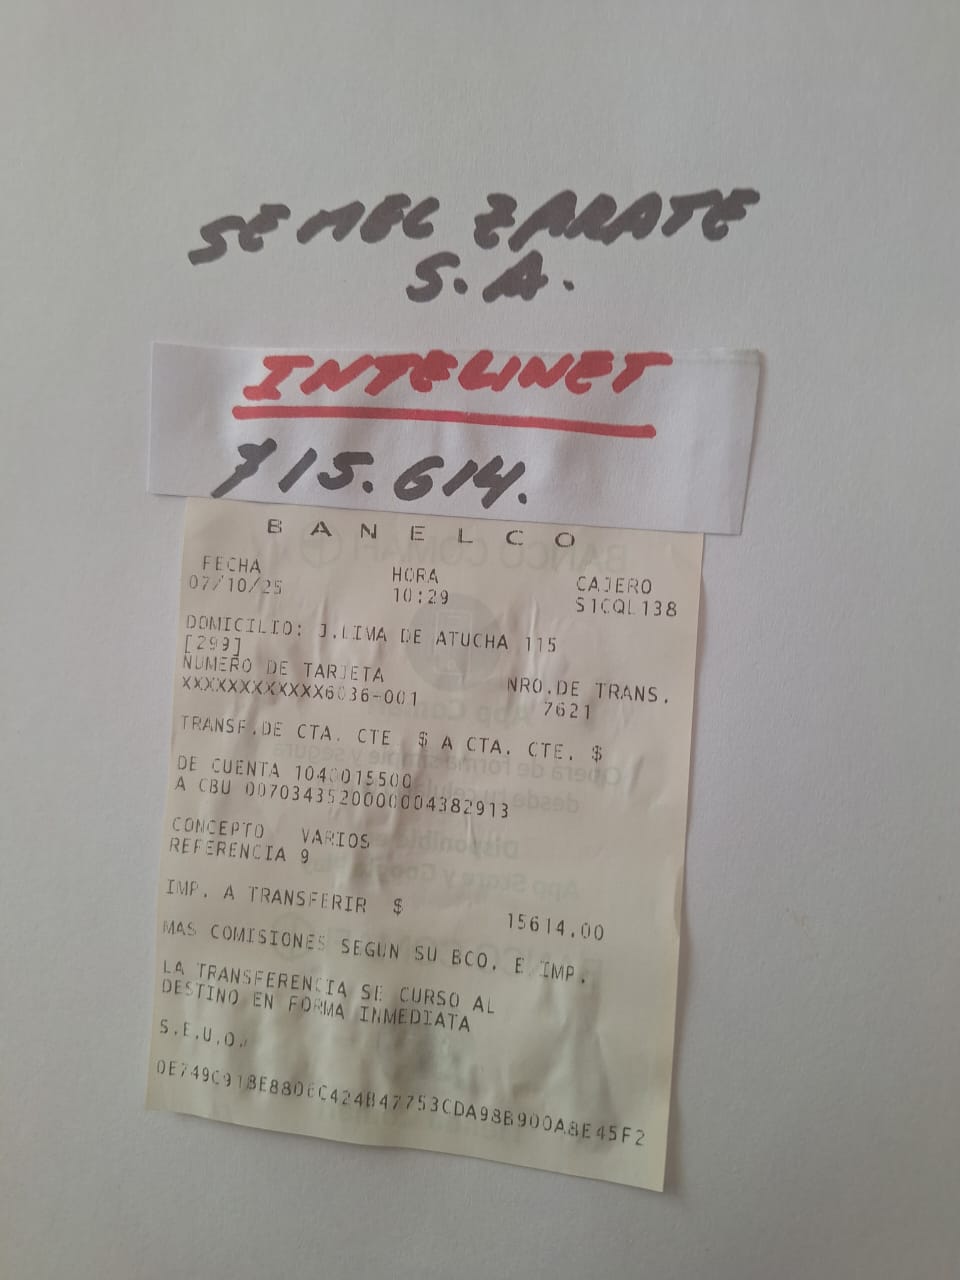 SEMEC ZARATE
S.A.
INTELINET
$15.614.
BANELCO
FECHA HORA CAJERO
07/10/25 10:29 S1CQL138
DOMICILIO: J.LIMA DE ATUCHA 115
[299]
NUMERO DE TARJETA NRO.DE TRANS.
XXXXXXXXXXXX6036-001 7621
TRANSF.DE CTA. CTE $ A CTA. CTE. $
DE CUENTA 1040015500
A CBU 0070343520000004382913
CONCEPTO VARIOS
REFERENCIA 9
IMP. A TRANSFERIR $ 15614,00
MAS COMISIONES SEGUN SU BCO. E IMP.
LA TRANSFERENCIA SE CURSO AL
DESTINO EN FORMA INMEDIATA
S.E.U.O.